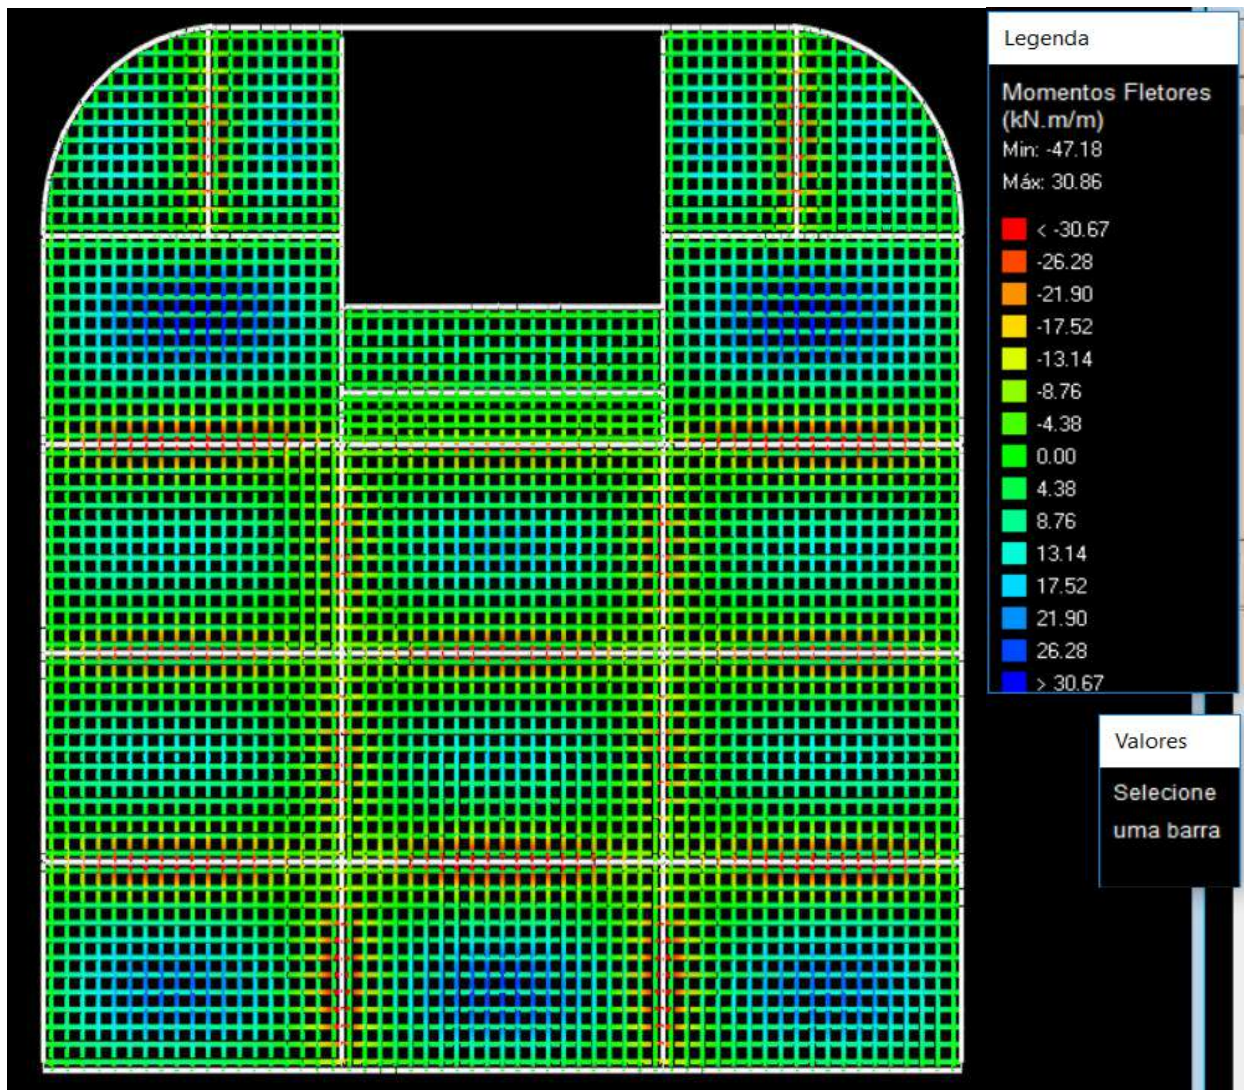 Legenda
Momentos Fletores
(kN.m/m)
Min: -47.18
Máx: 30.86
< -30.67
-26.28
-21.90
-17.52
-13.14
-8.76
-4.38
0.00
4.38
8.76
13.14
17.52
21.90
26.28
> 30.67
Valores
Selecione
uma barra